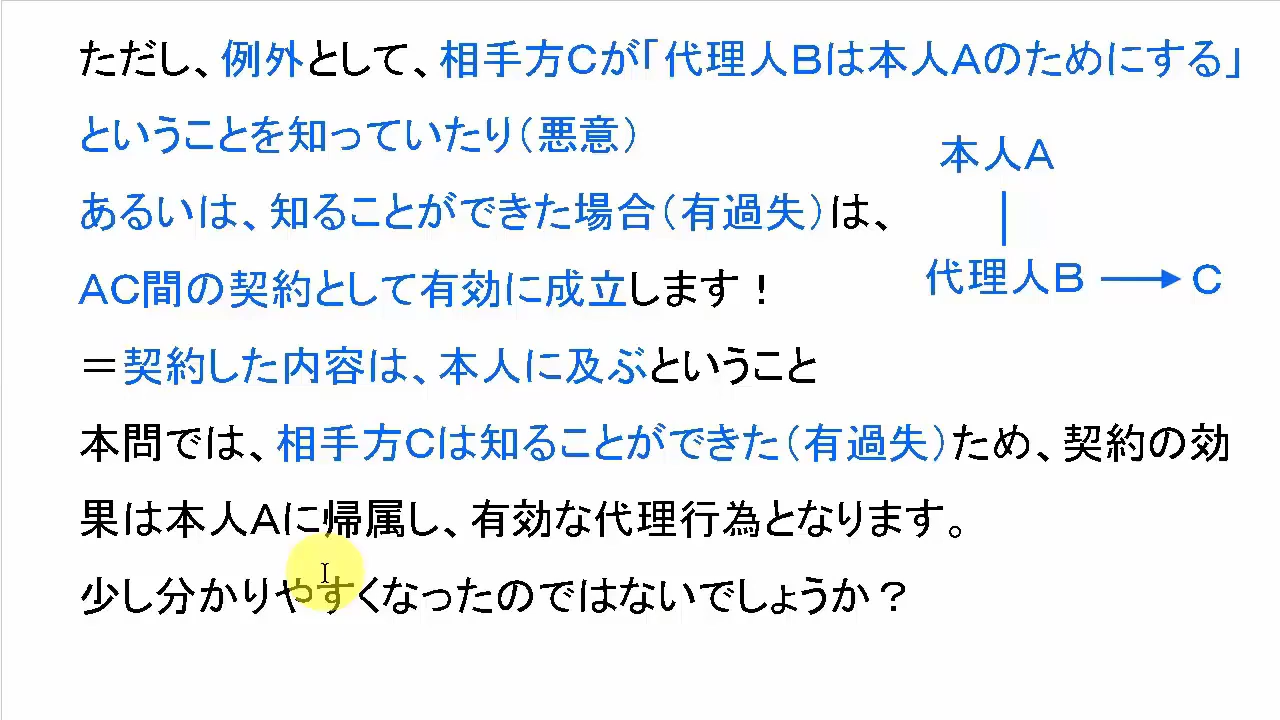 ただし、例外として、相手方Cが「代理人Bは本人Aのためにする」
ということを知っていたり（悪意）
あるいは、知ることができた場合（有過失）は、
AC間の契約として有効に成立します！
＝契約した内容は、本人に及ぶということ
本問では、相手方Cは知ることができた（有過失）ため、契約の効
果は本人Aに帰属し、有効な代理行為となります。
少し分かりやすくなったのではないでしょうか？
本人A
代理人B
C